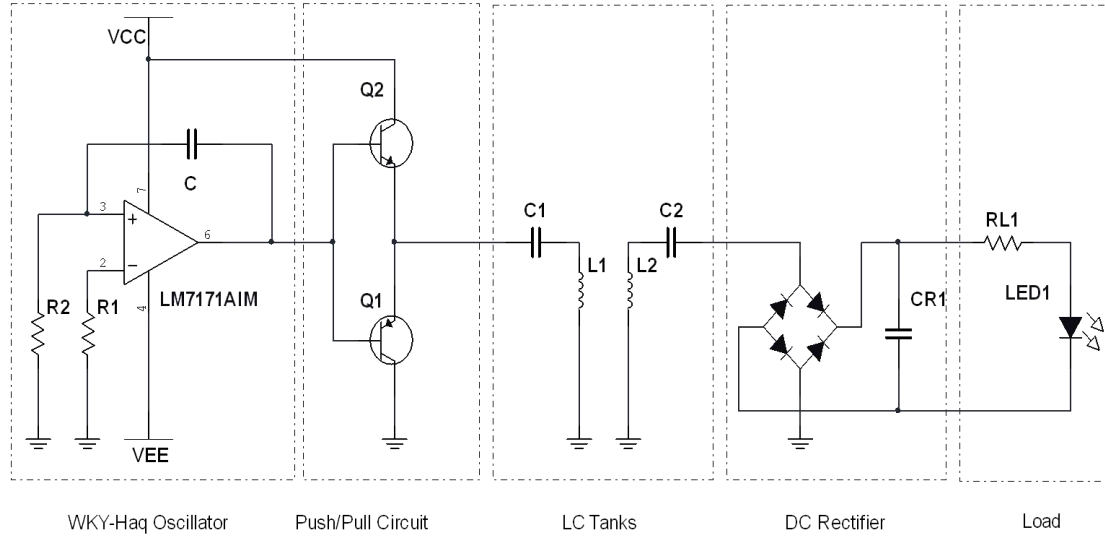 VCC
Q2
C
7
3
+
6
2
-
LM7171AIM
4
R2
R1
VEE
Q1
C1
L1
C2
L2
CR1
RL1
LED1
WKY-Haq Oscillator
Push/Pull Circuit
LC Tanks
DC Rectifier
Load